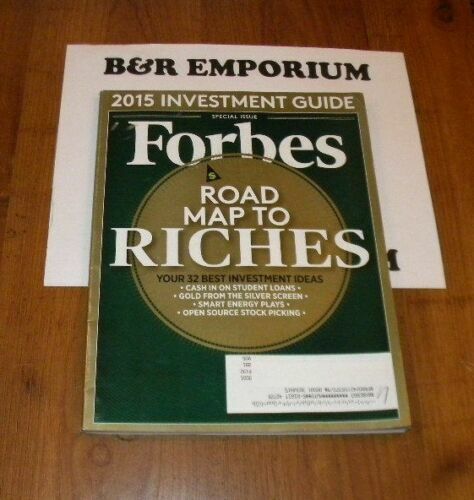 B&R EMPORIUM
2015 INVESTMENT GUIDE
SPECIAL ISSUE
Forbes
$
ROAD
MAP TO
RICHES
YOUR 32 BEST INVESTMENT IDEAS
• CASH IN ON STUDENT LOANS •
• GOLD FROM THE SILVER SCREEN •
• SMART ENERGY PLAYS •
• OPEN SOURCE STOCK PICKING •